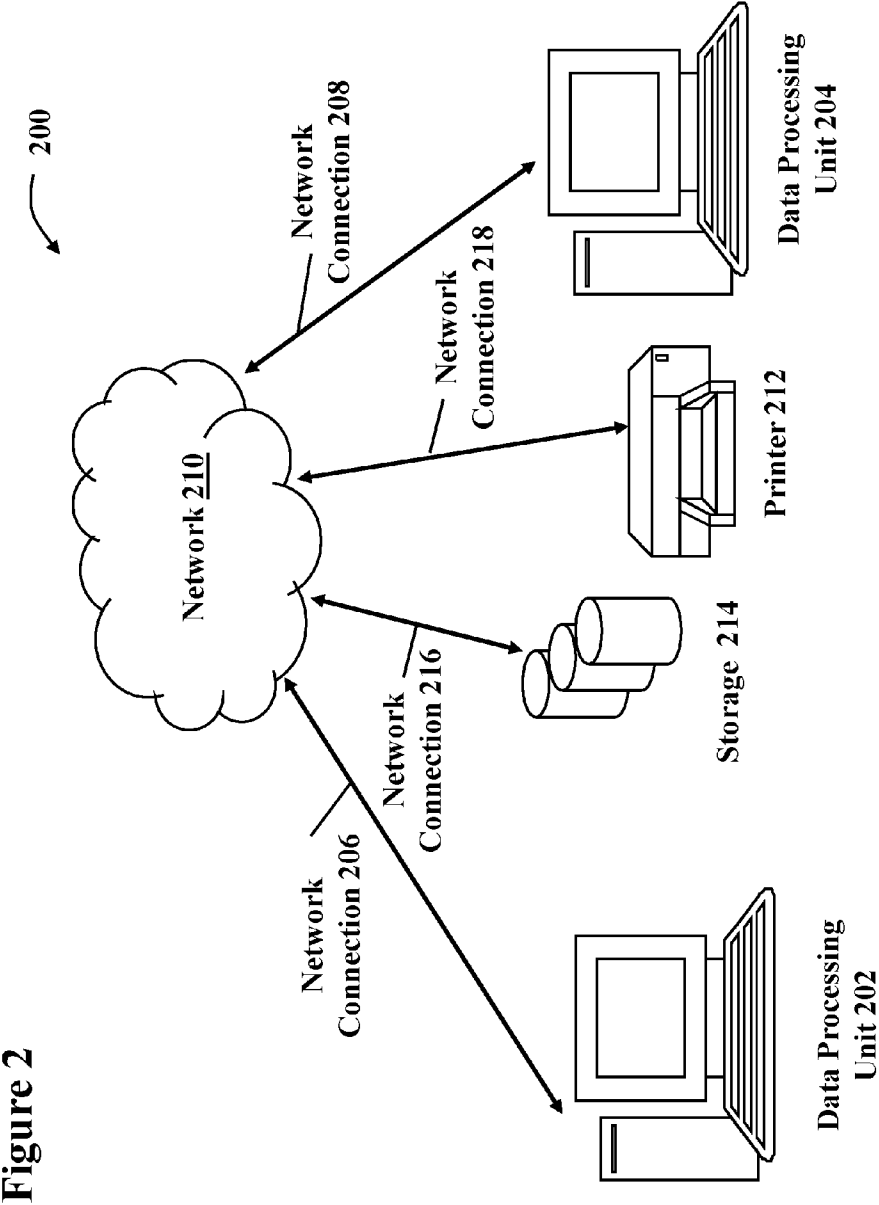 Figure 2
200
Network 210
Network
Connection 206
Network
Connection 216
Network
Connection 218
Network
Connection 208
Data Processing
Unit 202
Storage 214
Printer 212
Data Processing
Unit 204